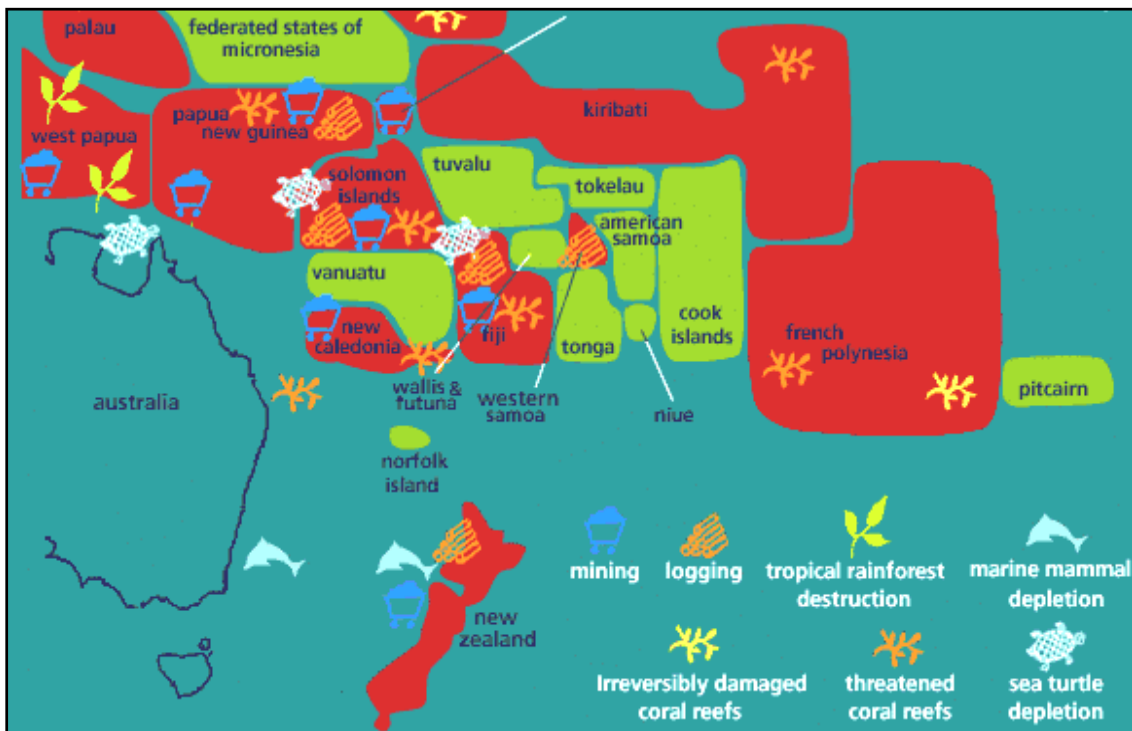 palau
federated states of
micronesia
west papua
papua
new guinea
kiribati
solomon
islands
tuvalu
tokelau
american
samoa
vanuatu
new
caledonia
fiji
tonga
cook
islands
french
polynesia
pitcairn
wallis &
futuna
western
samoa
niue
australia
norfolk
island
new
zealand
mining
logging
tropical rainforest
destruction
marine mammal
depletion
Irreversibly damaged
coral reefs
threatened
coral reefs
sea turtle
depletion